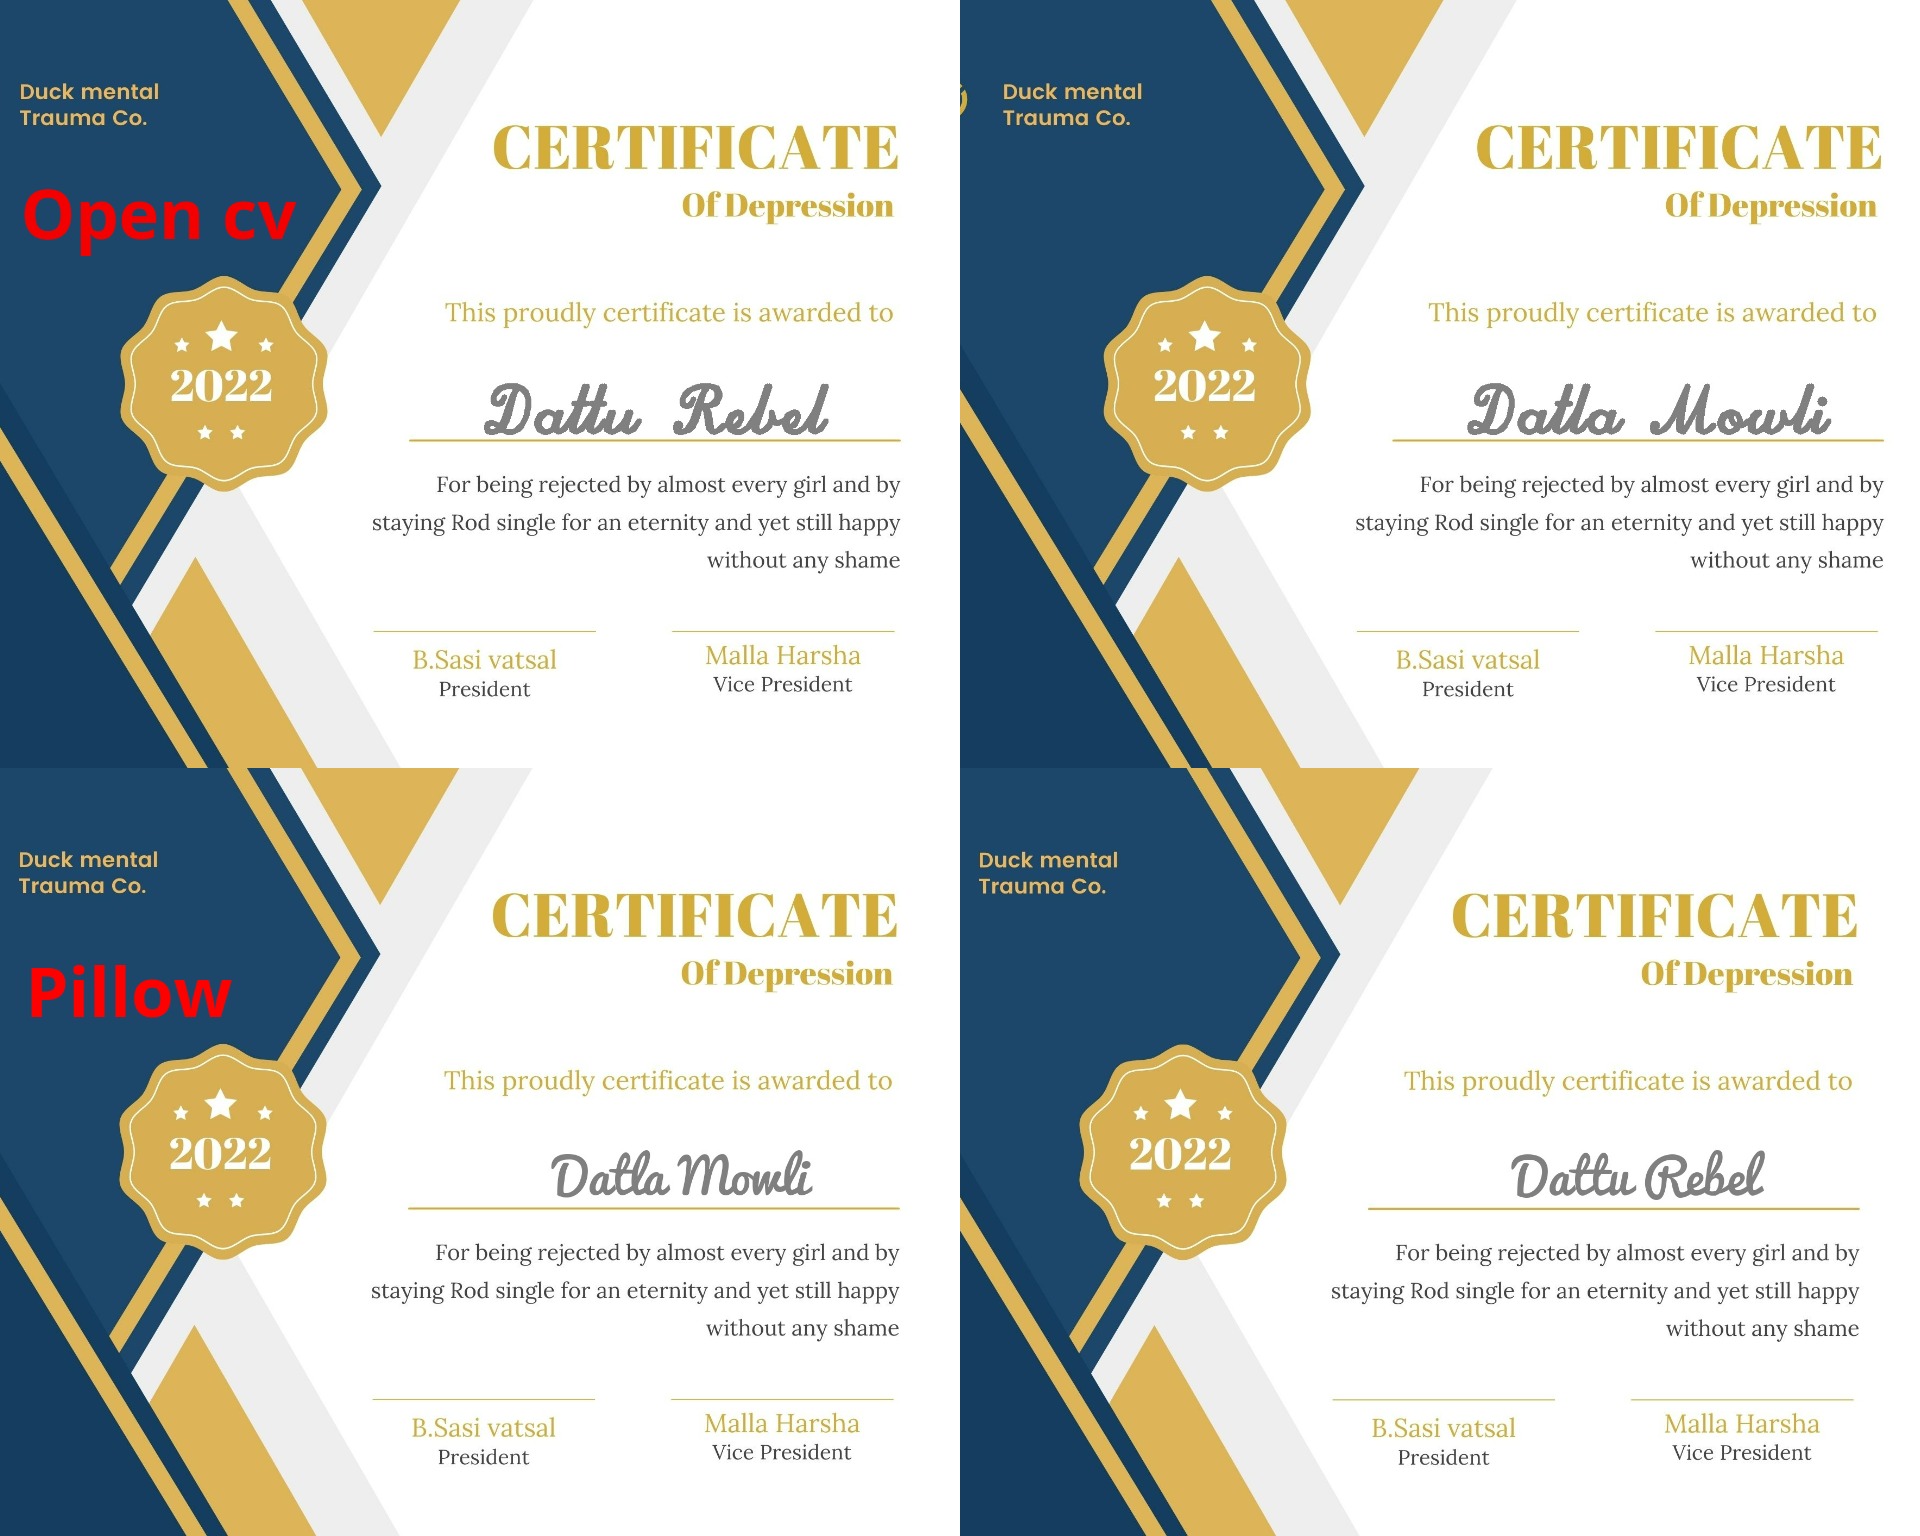 Duck mental
Trauma Co.
Open cv
CERTIFICATE
Of Depression
This proudly certificate is awarded to
2022
Dattu Rebel
For being rejected by almost every girl and by
staying Rod single for an eternity and yet still happy
without any shame
B.Sasi vatsal
President
Malla Harsha
Vice President
Duck mental
Trauma Co.
CERTIFICATE
Of Depression
This proudly certificate is awarded to
2022
Datla Mowli
For being rejected by almost every girl and by
staying Rod single for an eternity and yet still happy
without any shame
B.Sasi vatsal
President
Malla Harsha
Vice President
Duck mental
Trauma Co.
Pillow
CERTIFICATE
Of Depression
This proudly certificate is awarded to
2022
Datla Mowli
For being rejected by almost every girl and by
staying Rod single for an eternity and yet still happy
without any shame
B.Sasi vatsal
President
Malla Harsha
Vice President
Duck mental
Trauma Co.
CERTIFICATE
Of Depression
This proudly certificate is awarded to
2022
Dattu Rebel
For being rejected by almost every girl and by
staying Rod single for an eternity and yet still happy
without any shame
B.Sasi vatsal
President
Malla Harsha
Vice President